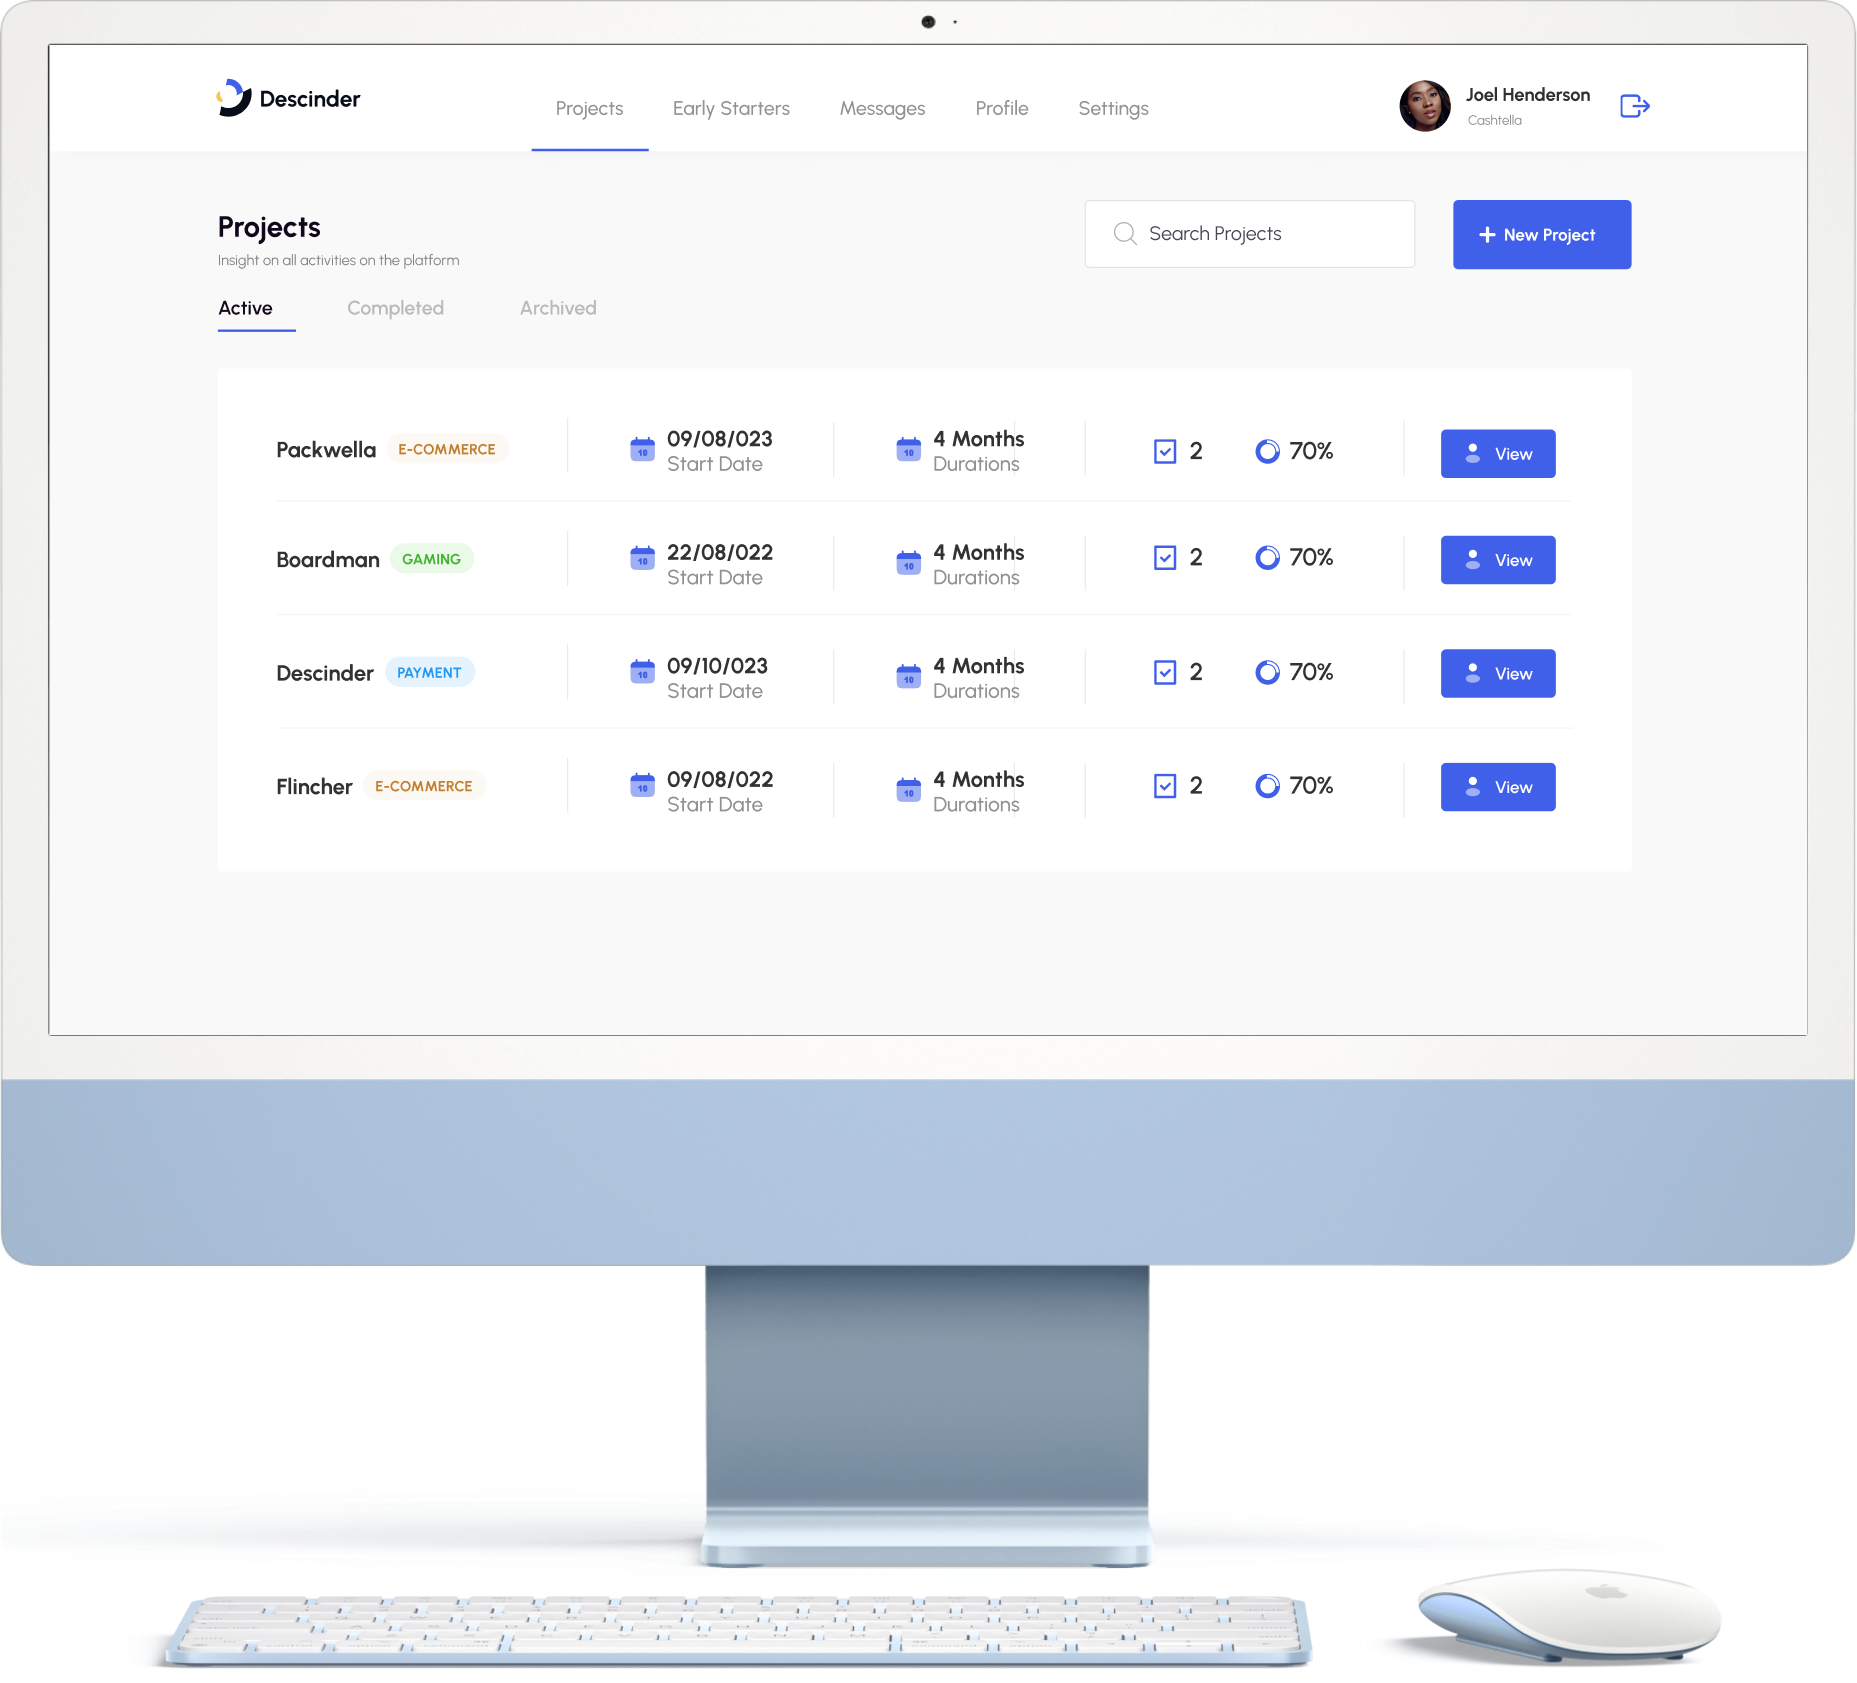 Descinder
Projects
Early Starters
Messages
Profile
Settings
Joel Henderson
Cashtella
Projects
Insight on all activities on the platform
Search Projects
New Project
Active
Completed
Archived
Packwella
E-COMMERCE
10
09/08/023
Start Date
10
4 Months
Durations
2
70%
View
Boardman
GAMING
10
22/08/022
Start Date
10
4 Months
Durations
2
70%
View
Descinder
PAYMENT
10
09/10/023
Start Date
10
4 Months
Durations
2
70%
View
Flincher
E-COMMERCE
10
09/08/022
Start Date
10
4 Months
Durations
2
70%
View